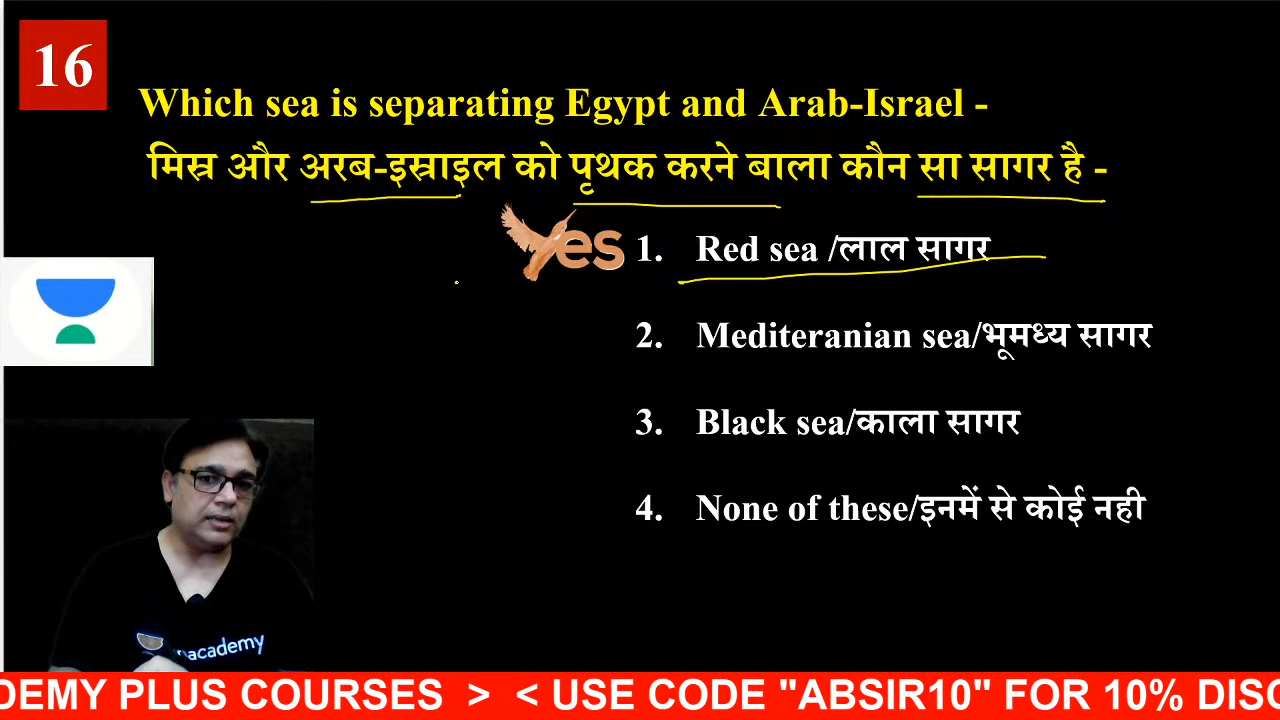 16
Which sea is separating Egypt and Arab-Israel -
मिस्र और अरब-इस्राइल को पृथक करने बाला कौन सा सागर है -
Yes
1. Red sea /लाल सागर
2. Mediteranian sea/भूमध्य सागर
3. Black sea/काला सागर
4. None of these/इनमें से कोई नही
nacademy
DEMY PLUS COURSES > < USE CODE "ABSIR10" FOR 10% DISC